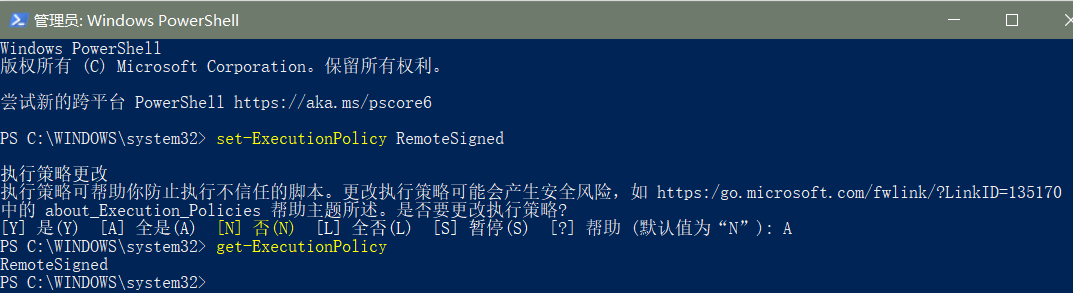 管理员: Windows PowerShell
Windows PowerShell
版权所有 (C) Microsoft Corporation。保留所有权利。
尝试新的跨平台 PowerShell https://aka.ms/pscore6
PS C:\WINDOWS\system32> set-ExecutionPolicy RemoteSigned
执行策略更改
执行策略可帮助你防止执行不信任的脚本。更改执行策略可能会产生安全风险，如 https:/go.microsoft.com/fwlink/?LinkID=135170
中的 about_Execution_Policies 帮助主题所述。是否要更改执行策略?
[Y] 是(Y)  [A] 全是(A)  [N] 否(N)  [L] 全否(L)  [S] 暂停(S)  [?] 帮助 (默认值为“N”): A
PS C:\WINDOWS\system32> get-ExecutionPolicy
RemoteSigned
PS C:\WINDOWS\system32>